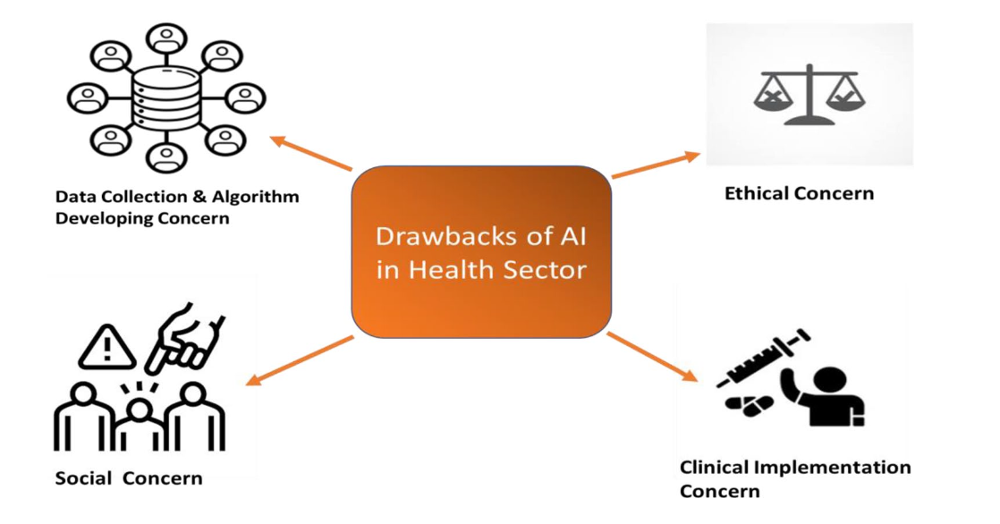 Data Collection & Algorithm
Developing Concern
Ethical Concern
Drawbacks of AI
in Health Sector
Social Concern
Clinical Implementation
Concern